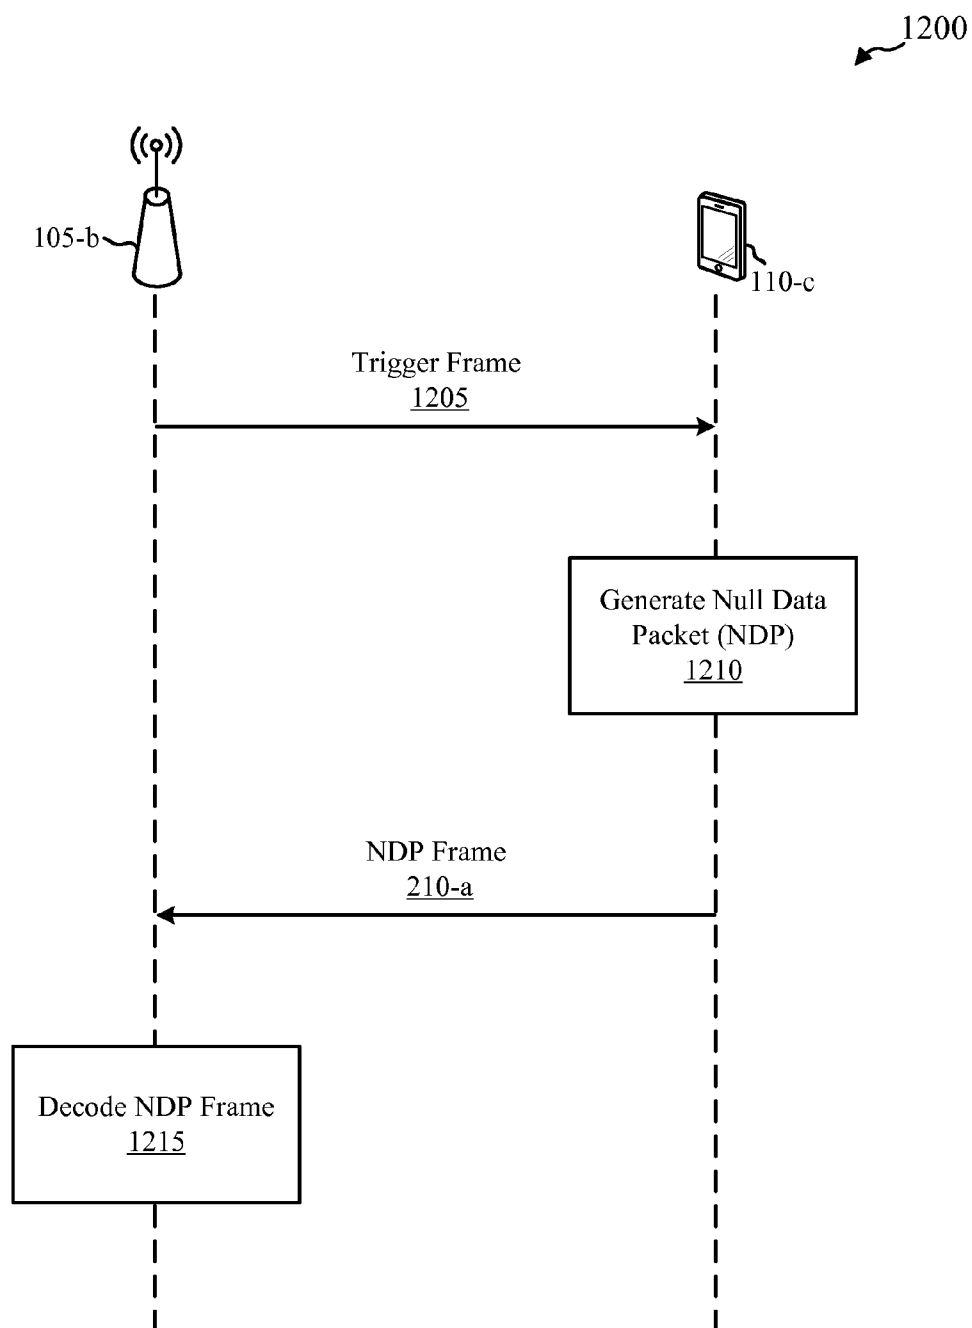 1200
105-b
110-c
Trigger Frame
1205
Generate Null Data
Packet (NDP)
1210
NDP Frame
210-a
Decode NDP Frame
1215